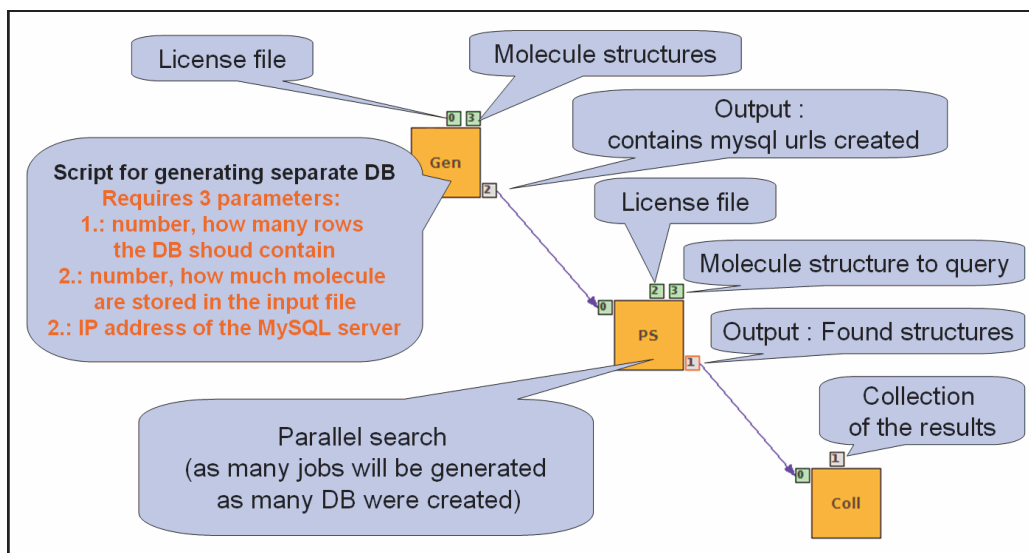 License file
Molecule structures
0
3
Gen
2
Output :
contains mysql urls created
Script for generating separate DB
Requires 3 parameters:
1.: number, how many rows
the DB shoud contain
2.: number, how much molecule
are stored in the input file
2.: IP address of the MySQL server
License file
Molecule structure to query
2
3
0
PS
1
Output : Found structures
Parallel search
(as many jobs will be generated
as many DB were created)
Collection
of the results
1
0
Coll